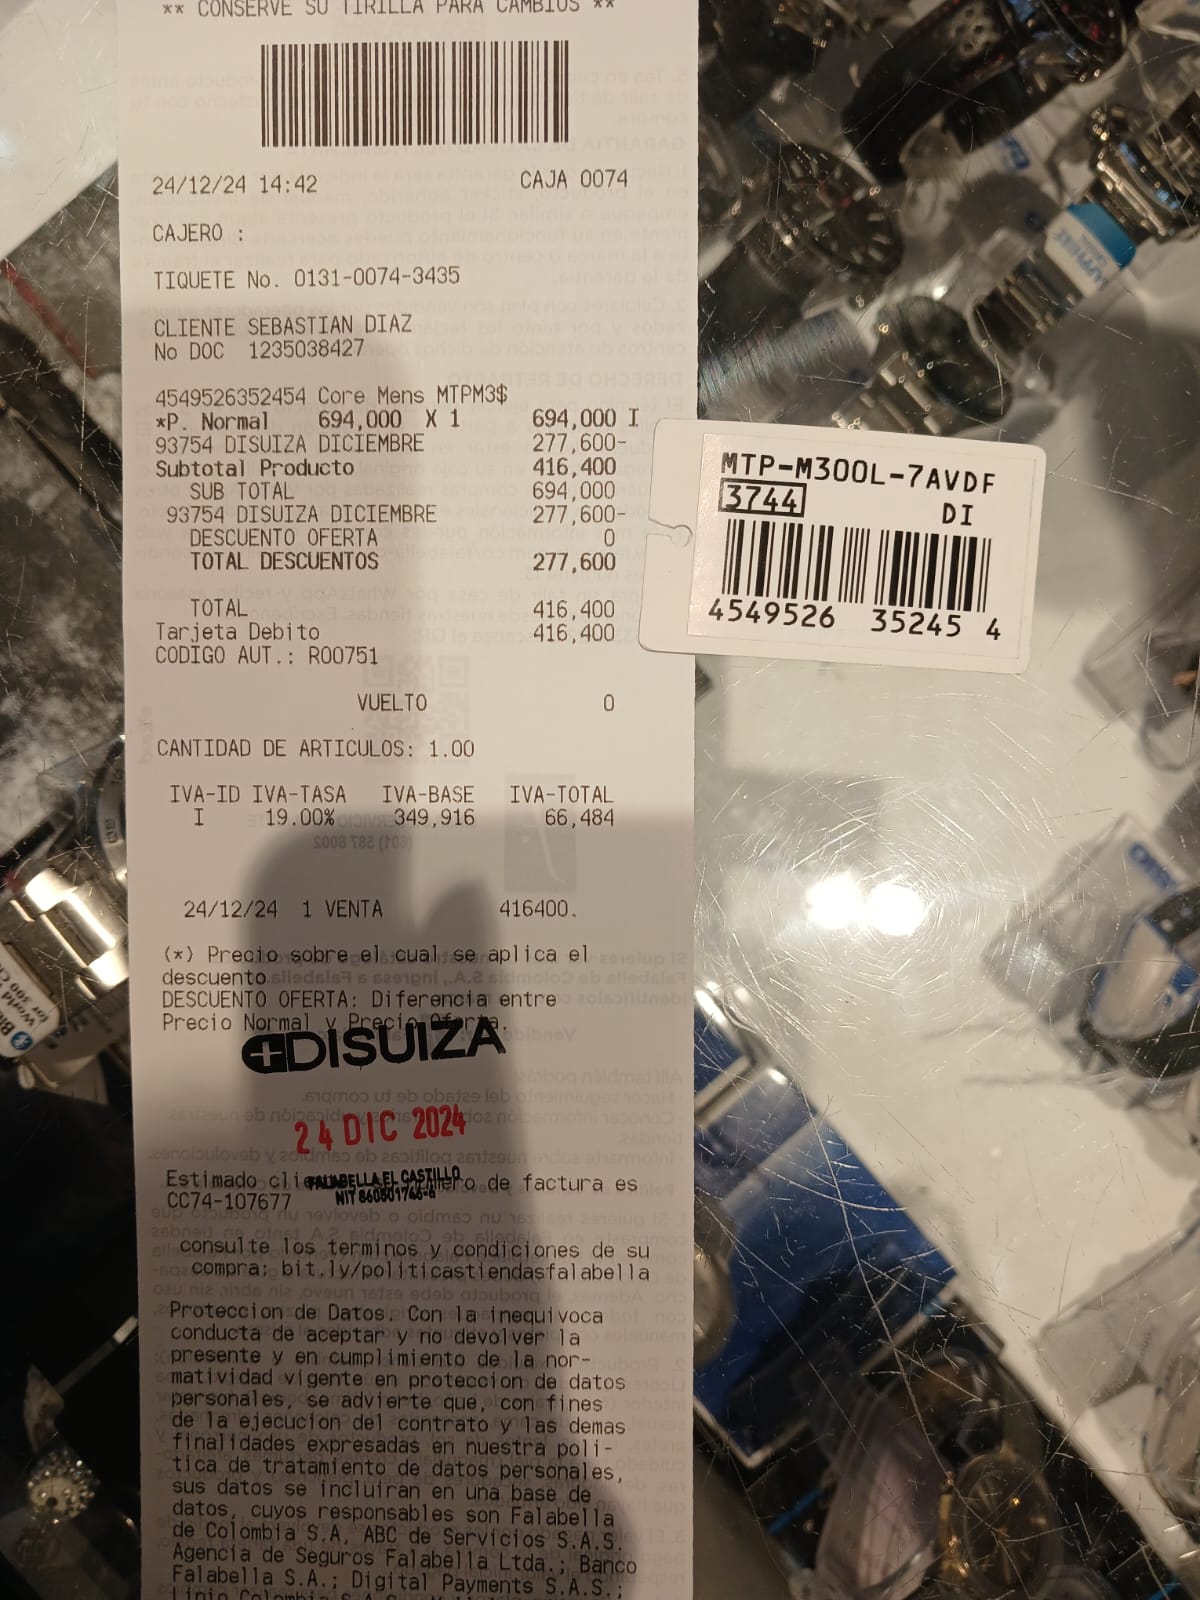 ** CONSERVE SU TIRILLA PARA CAMBIOS **
24/12/24 14:42 CAJA 0074
CAJERO :
TIQUETE No. 0131-0074-3435
CLIENTE SEBASTIAN DIAZ
No DOC 1235038427
4549526352454 Core Mens MTPM3$
*P. Normal 694,000 X 1 694,000 I
93754 DISUIZA DICIEMBRE 277,600-
Subtotal Producto 416,400
SUB TOTAL 694,000
93754 DISUIZA DICIEMBRE 277,600-
DESCUENTO OFERTA 0
TOTAL DESCUENTOS 277,600
TOTAL 416,400
Tarjeta Debito 416,400
CODIGO AUT.: R00751
VUELTO 0
CANTIDAD DE ARTICULOS: 1.00
IVA-ID IVA-TASA IVA-BASE IVA-TOTAL
I 19.00% 349,916 66,484
24/12/24 1 VENTA 416400.
(*) Precio sobre el cual se aplica el
descuento.
DESCUENTO OFERTA: Diferencia entre
Precio Normal y Precio Oferta.
DISUIZA
24 DIC 2024
FALABELLA EL CASTILLO
NIT 860501746-6
Estimado de factura es
CC74-107677
consulte los terminos y condiciones de su
compra: bit.ly/politicastiendasfalabella
Proteccion de Datos. Con la inequivoca
conducta de aceptar y no devolver la
presente y en cumplimiento de la nor-
matividad vigente en proteccion de datos
personales, se advierte que, con fines
de la ejecucion del contrato y las demas
finalidades expresadas en nuestra poli-
tica de tratamiento de datos personales,
sus datos se incluiran en una base de
datos, cuyos responsables son Falabella
de Colombia S.A, ABC de Servicios S.A.S.
Agencia de Seguros Falabella Ltda.; Banco
Falabella S.A.; Digital Payments S.A.S.;
MTP-M300L-7AVDF
3744 DI
4549526 35245 4